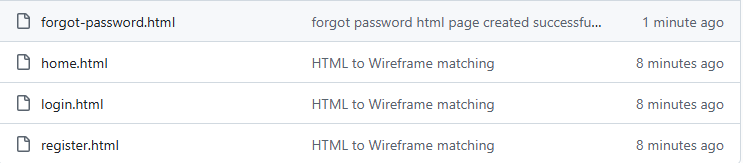 forgot-password.html forgot password html page created successfu... 1 minute ago
home.html HTML to Wireframe matching 8 minutes ago
login.html HTML to Wireframe matching 8 minutes ago
register.html HTML to Wireframe matching 8 minutes ago